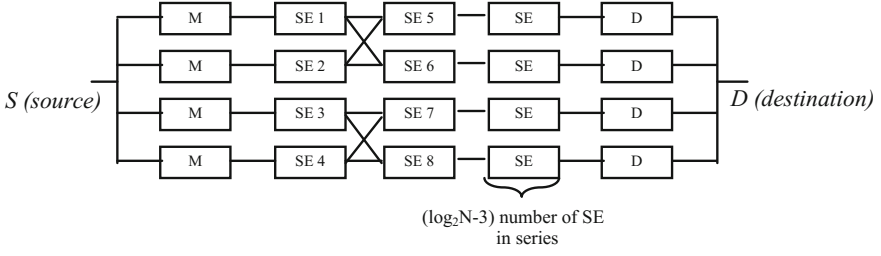 M SE 1 SE 5 SE D
M SE 2 SE 6 SE D
S (source) D (destination)
M SE 3 SE 7 SE D
M SE 4 SE 8 SE D
(log₂N-3) number of SE
in series